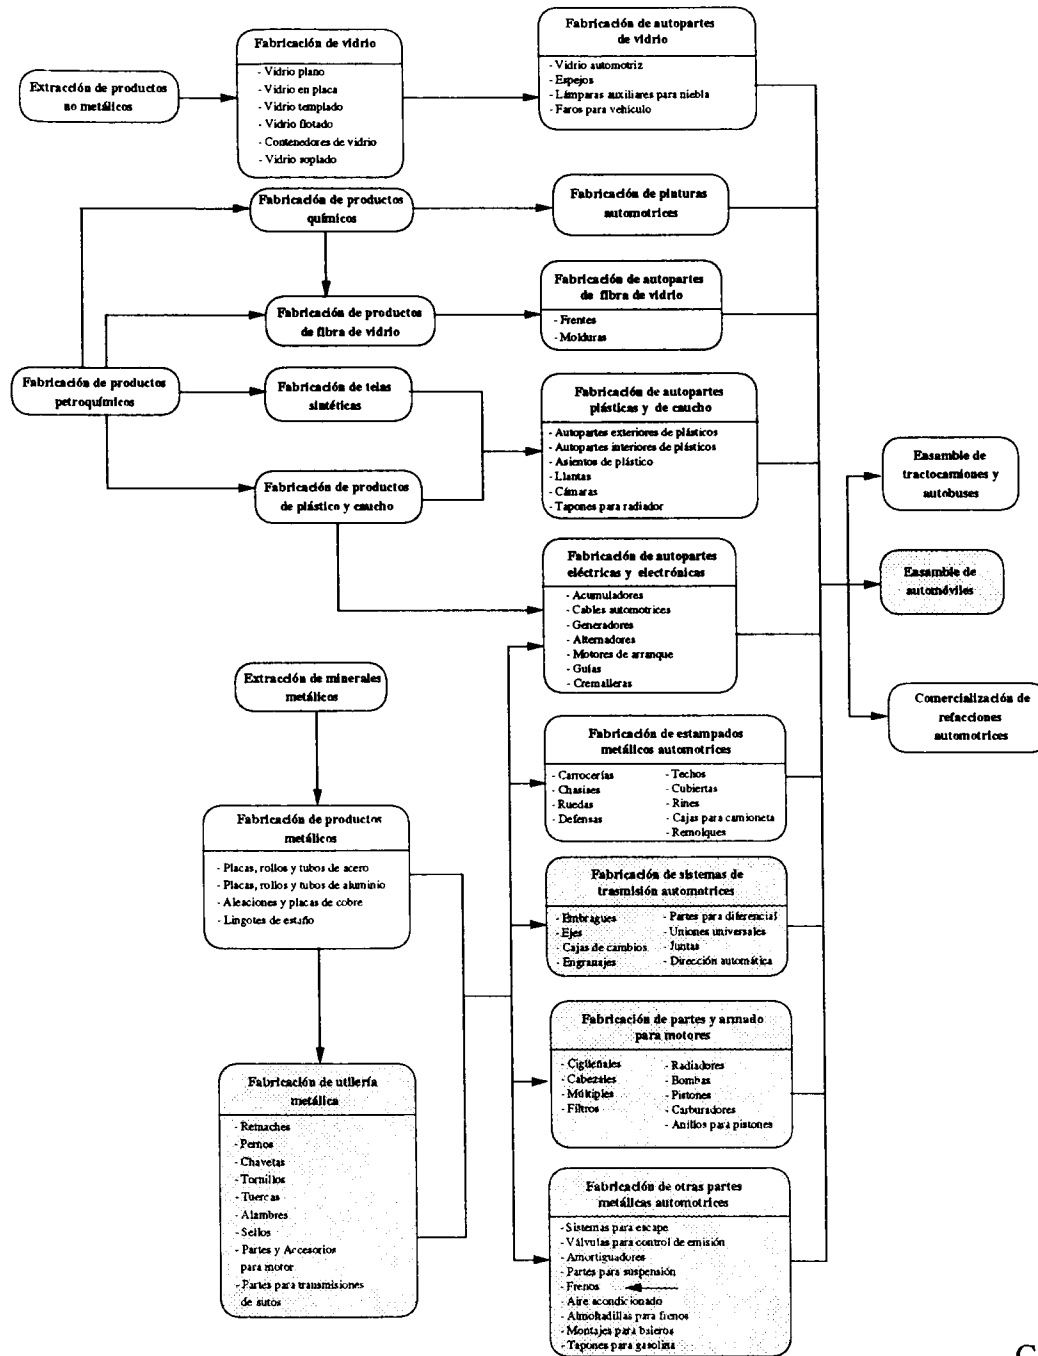 Extracción de productos
no metálicos
Fabricación de vidrio
- Vidrio plano
- Vidrio en placa
- Vidrio templado
- Vidrio flotado
- Contenedores de vidrio
- Vidrio soplado
Fabricación de autopartes
de vidrio
- Vidrio automotriz
- Espejos
- Lámparas auxiliares para niebla
- Faros para vehículo
Fabricación de productos
químicos
Fabricación de pinturas
automotrices
Fabricación de productos
de fibra de vidrio
Fabricación de autopartes
de fibra de vidrio
- Frentes
- Molduras
Fabricación de productos
petroquímicos
Fabricación de telas
sintéticas
Fabricación de productos
de plástico y caucho
Fabricación de autopartes
plásticas y de caucho
- Autopartes exteriores de plásticos
- Autopartes interiores de plásticos
- Asientos de plástico
- Llantas
- Cámaras
- Tapones para radiador
Fabricación de autopartes
eléctricas y electrónicas
- Acumuladores
- Cables automotrices
- Generadores
- Alternadores
- Motores de arranque
- Guías
- Cremalleras
Ensamble de
tractocamiones y
autobuses
Ensamble de
automóviles
Comercialización de
refacciones
automotrices
Extracción de minerales
metálicos
Fabricación de productos
metálicos
- Placas, rollos y tubos de acero
- Placas, rollos y tubos de aluminio
- Aleaciones y placas de cobre
- Lingotes de estaño
Fabricación de utilería
metálica
- Remaches
- Pernos
- Chavetas
- Tornillos
- Tuercas
- Alambres
- Sellos
- Partes y Accesorios
para motor
- Partes para transmisiones
de autos
Fabricación de estampados
metálicos automotrices
- Carrocerías
- Chasises
- Ruedas
- Defensas
- Techos
- Cubiertas
- Rines
- Cajas para camioneta
- Remolques
Fabricación de sistemas de
trasmisión automotrices
- Embragues
- Ejes
- Cajas de cambios
- Engranajes
- Partes para diferencial
- Uniones universales
- Juntas
- Dirección automática
Fabricación de partes y armado
para motores
- Cigüeñales
- Cabezales
- Múltiples
- Filtros
- Radiadores
- Bombas
- Pistones
- Carburadores
- Anillos para pistones
Fabricación de otras partes
metálicas automotrices
- Sistemas para escape
- Válvulas para control de emisión
- Amortiguadores
- Partes para suspensión
- Frenos
- Aire acondicionado
- Almohadillas para frenos
- Montajes para baleros
- Tapones para gasolina
C